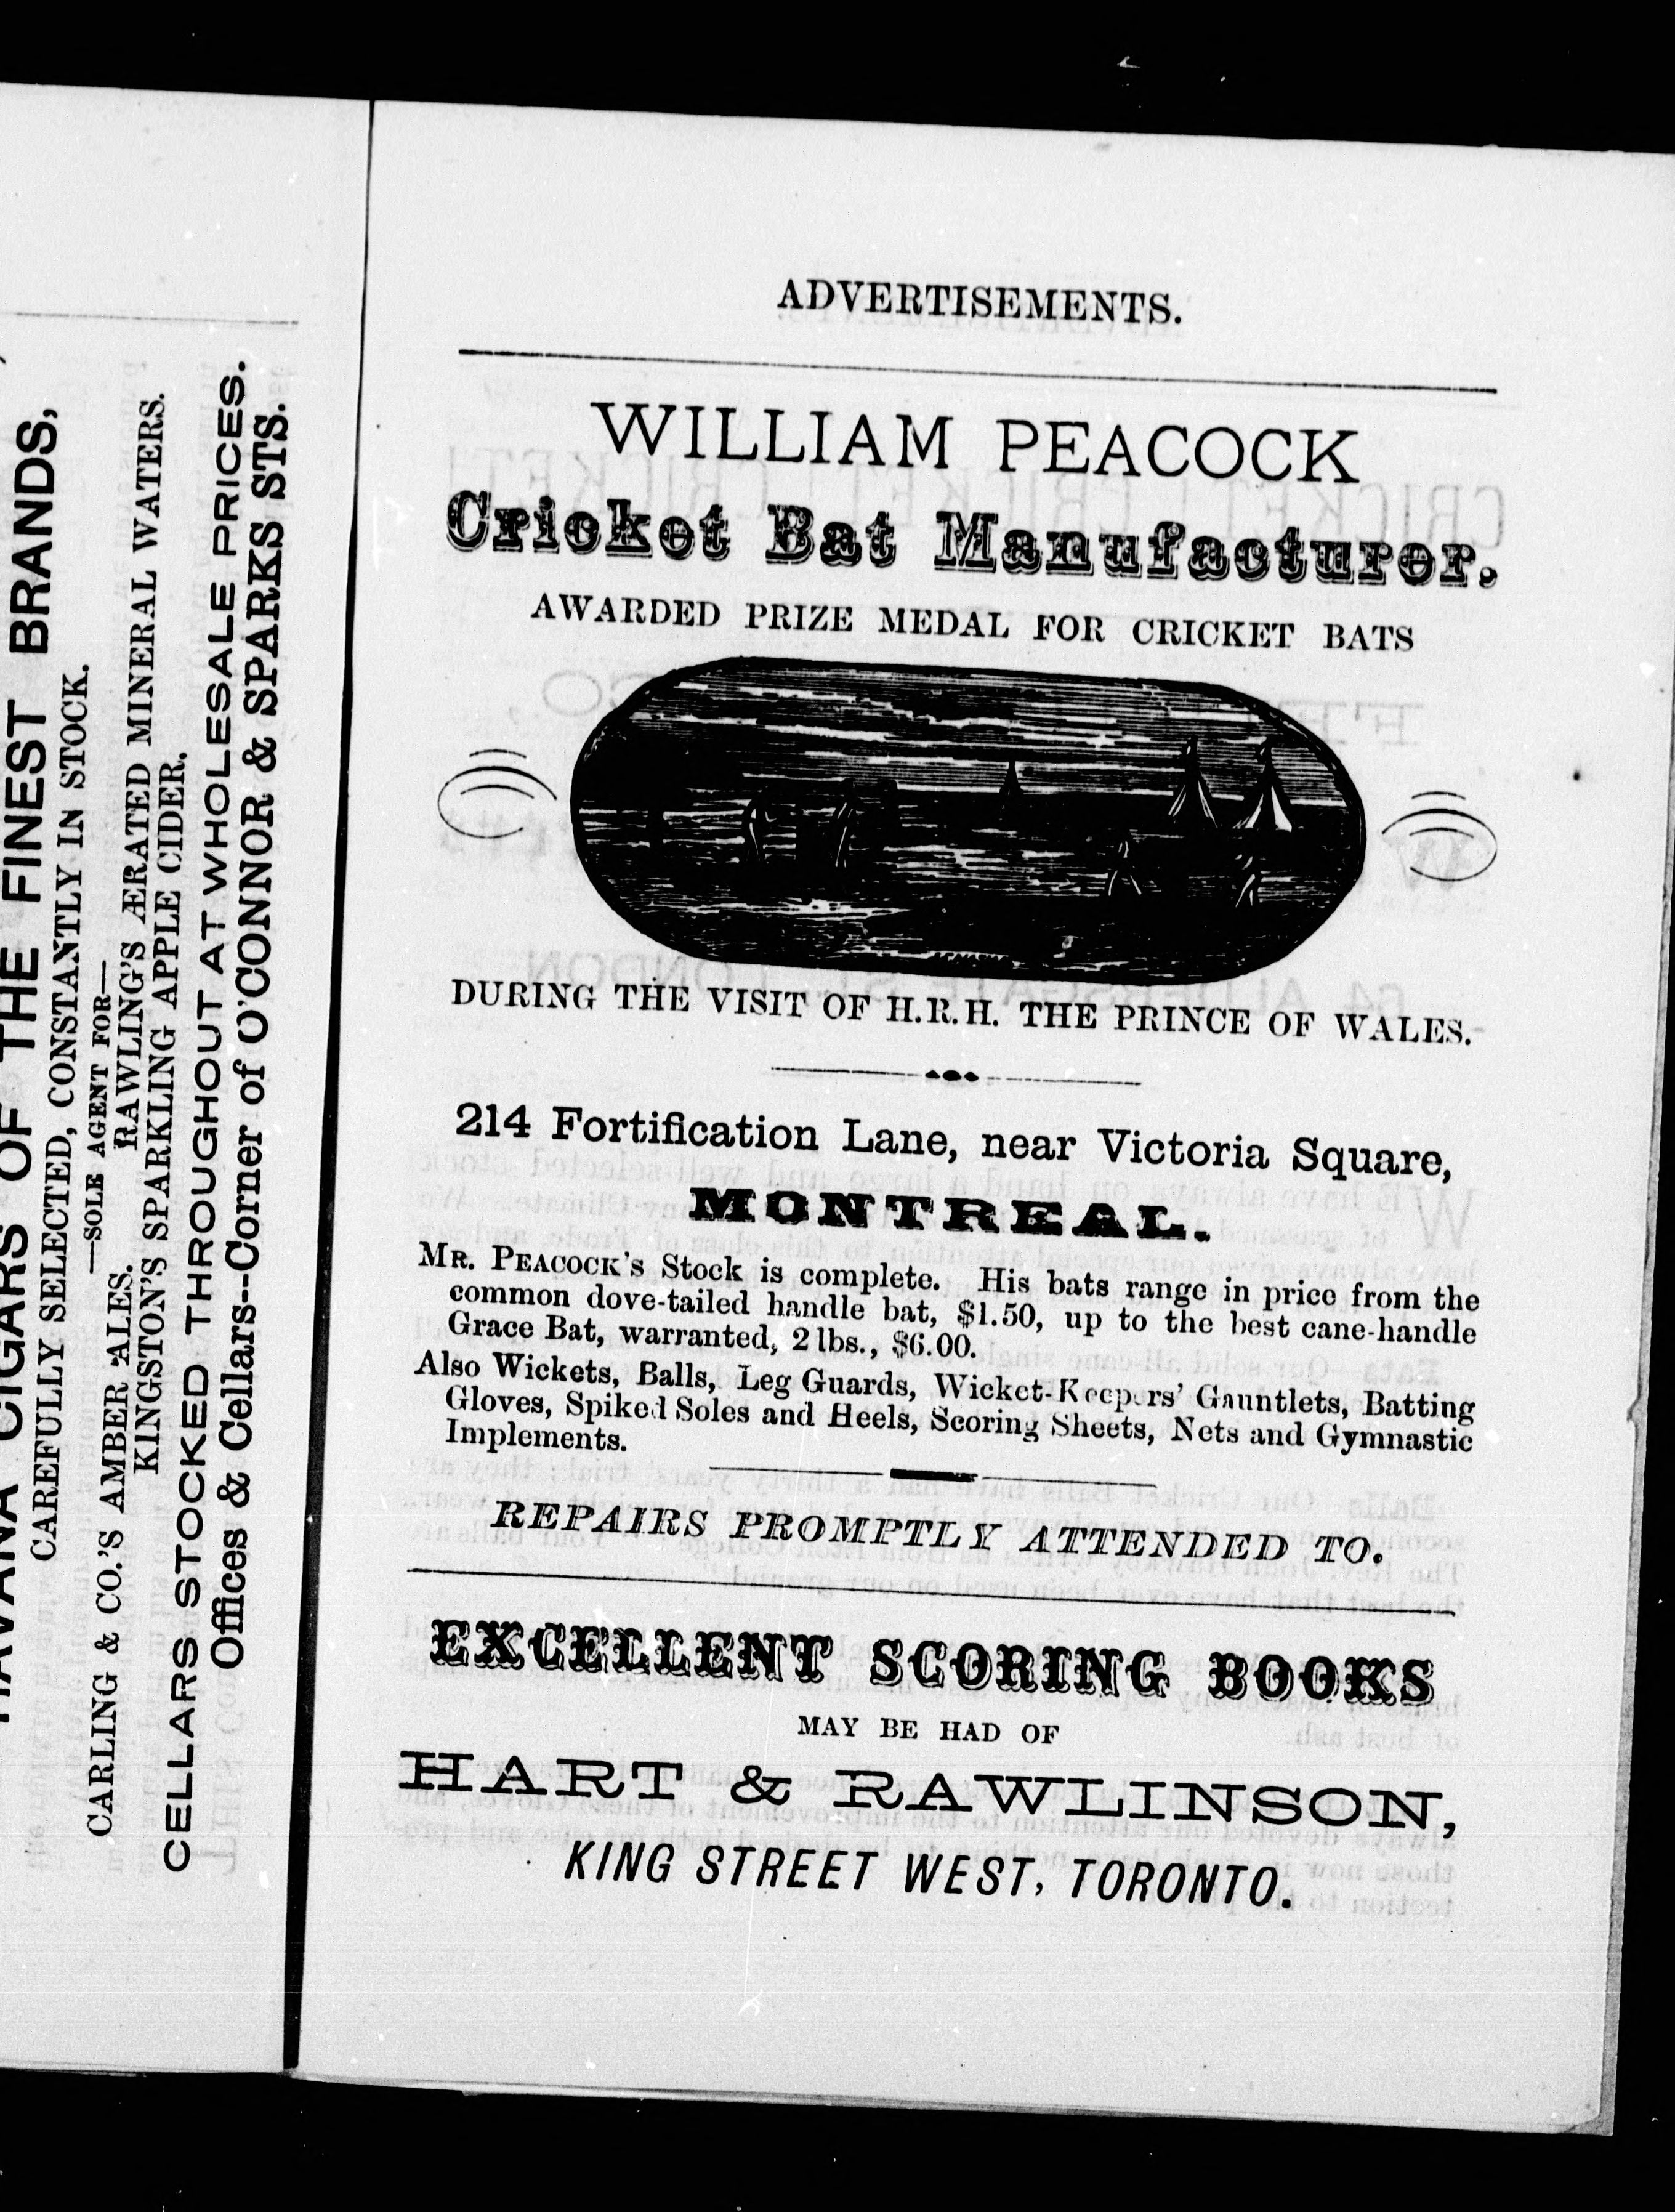 HAVANA CIGARS OF THE FINEST BRANDS,
CAREFULLY SELECTED, CONSTANTLY IN STOCK.
—SOLE AGENT FOR—
CARLING & CO.'S AMBER ALES.
RAWLING'S ÆRATED MINERAL WATERS.
KINGSTON'S SPARKLING APPLE CIDER.
CELLARS STOCKED THROUGHOUT AT WHOLESALE PRICES.
Offices & Cellars--Corner of O'CONNOR & SPARKS STS.
ADVERTISEMENTS.
WILLIAM PEACOCK
Cricket Bat Manufacturer.
AWARDED PRIZE MEDAL FOR CRICKET BATS
DURING THE VISIT OF H.R.H. THE PRINCE OF WALES.
214 Fortification Lane, near Victoria Square,
MONTREAL.
MR. PEACOCK'S Stock is complete. His bats range in price from the
common dove-tailed handle bat, $1.50, up to the best cane-handle
Grace Bat, warranted, 2 lbs., $6.00.
Also Wickets, Balls, Leg Guards, Wicket-Keepers' Gauntlets, Batting
Gloves, Spiked Soles and Heels, Scoring Sheets, Nets and Gymnastic
Implements.
REPAIRS PROMPTLY ATTENDED TO.
EXCELLENT SCORING BOOKS
MAY BE HAD OF
HART & RAWLINSON,
KING STREET WEST, TORONTO.